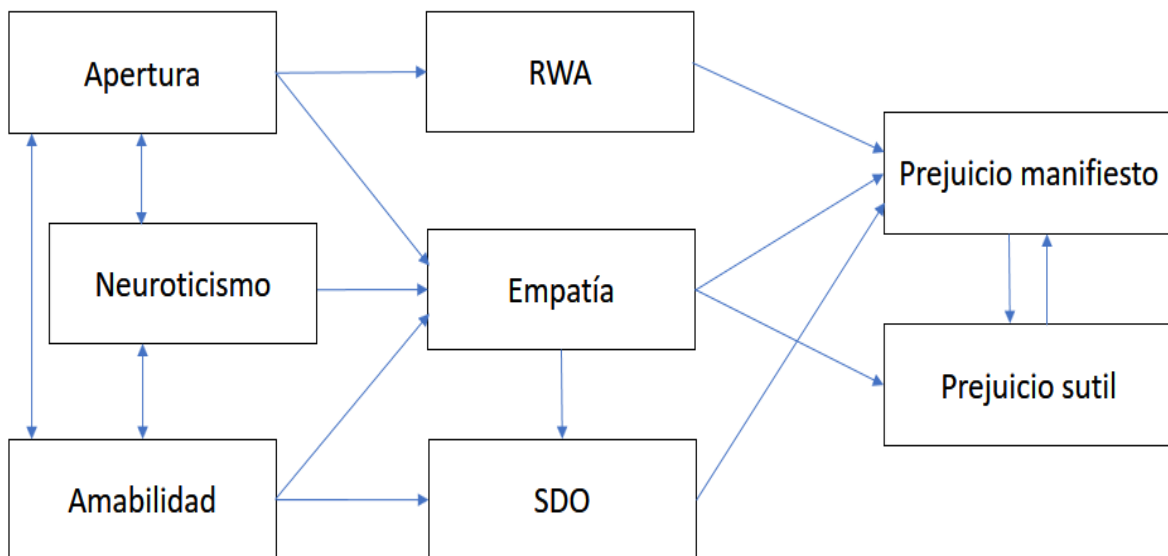 Apertura
RWA
Prejuicio manifiesto
Neuroticismo
Empatía
Prejuicio sutil
Amabilidad
SDO